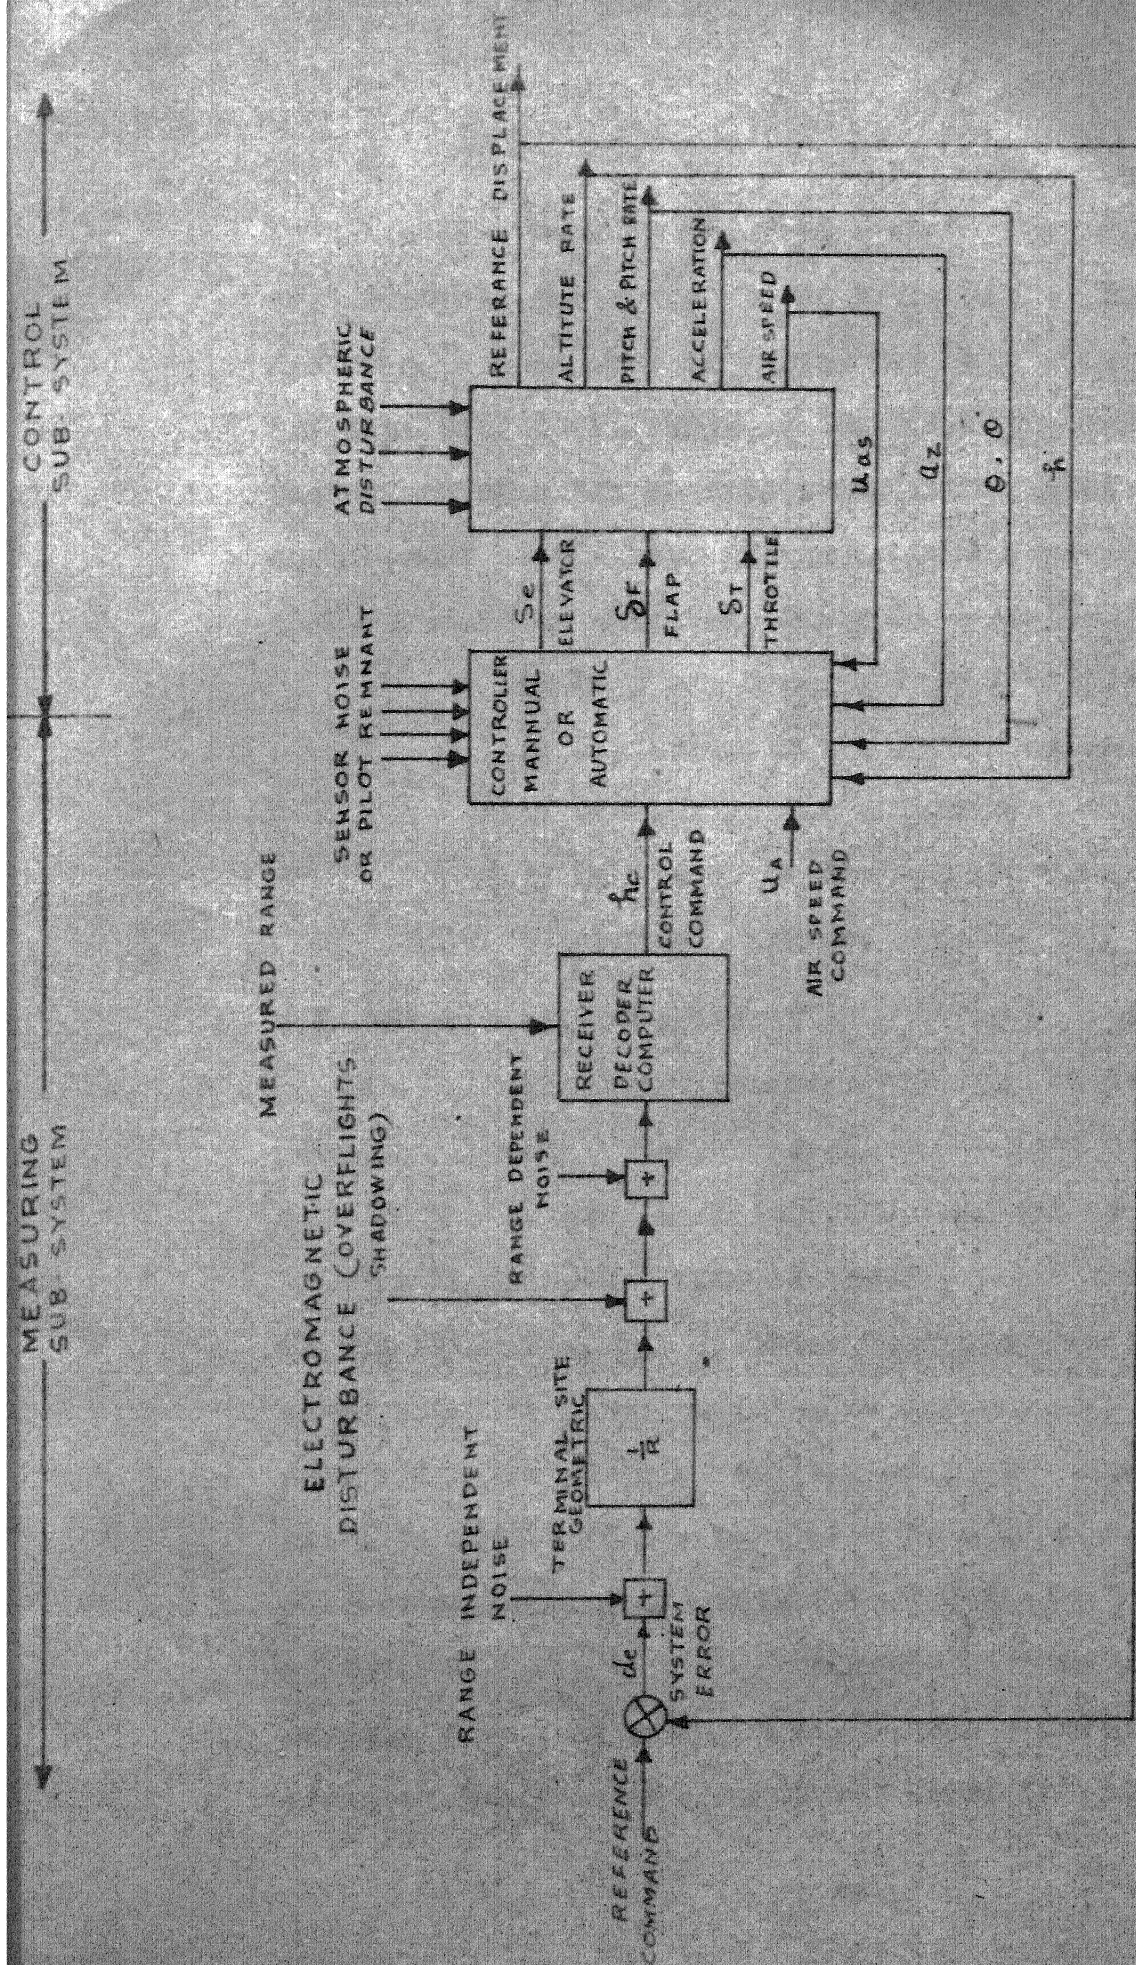 MEASURING
SUB-SYSTEM
CONTROL
SUB-SYSTEM
MEASURED RANGE
ELECTROMAGNETIC
DISTURBANCE (OVERFLIGHTS
SHADOWING)
SENSOR NOISE
OR PILOT REMNANT
ATMOSPHERIC
DISTURBANCE
RANGE INDEPENDENT
NOISE
RANGE DEPENDENT
NOISE
TERMINAL SITE
GEOMETRIC
REFERENCE
COMMAND
de
SYSTEM
ERROR
+
1/R
+
+
RECEIVER
DECODER
COMPUTER
hc
CONTROL
COMMAND
uA
AIR SPEED
COMMAND
CONTROLLER
MANNUAL
OR
AUTOMATIC
δe
ELEVATOR
δF
FLAP
δT
THROTTLE
REFERANCE DISPLACEMENT
ALTITUTE RATE
PITCH & PITCH RATE
ACCELERATION
AIR SPEED
uas
az
θ, θ
ḣ